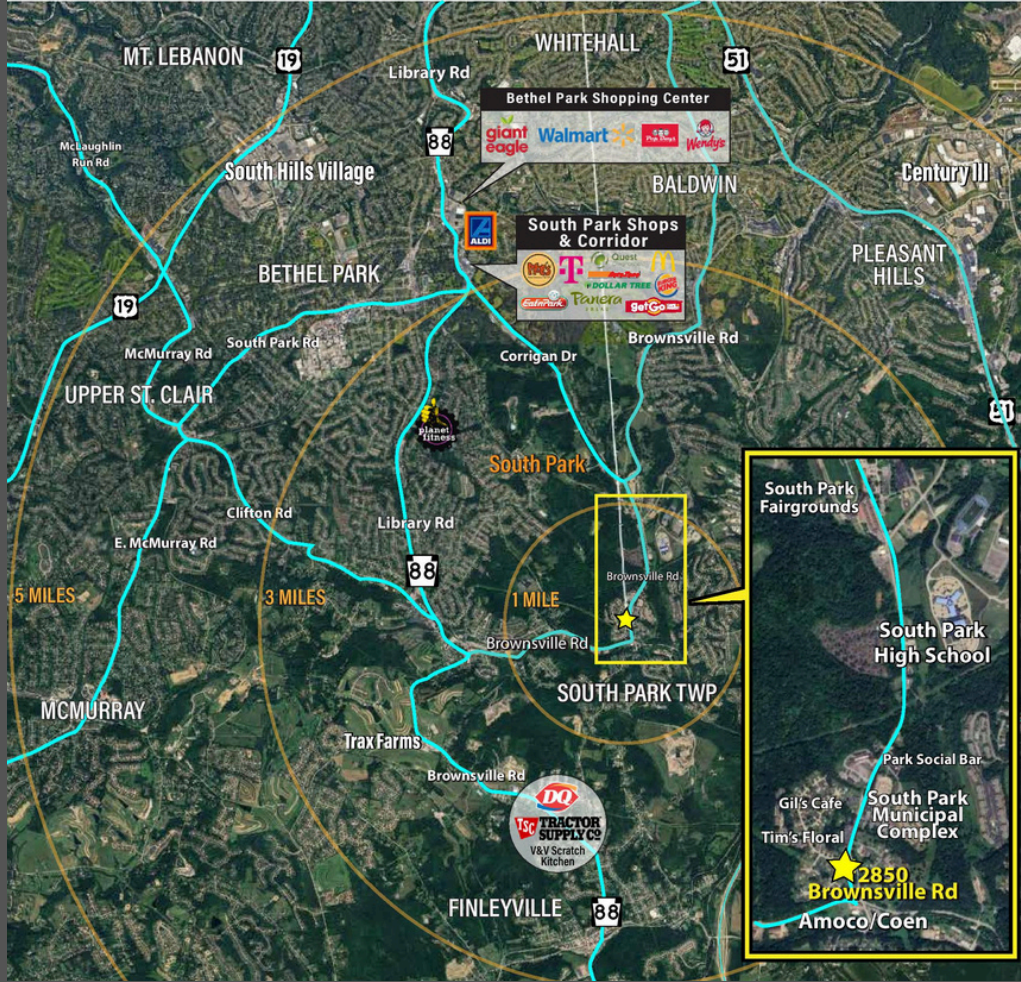 MT. LEBANON
19
WHITEHALL
51
Library Rd
Bethel Park Shopping Center
giant
eagle
Walmart
Wendy's
88
McLaughlin
Run Rd
South Hills Village
Century III
BALDWIN
ALDI
South Park Shops
& Corridor
Moe's
T
Quest
DOLLAR TREE
BURGER
KING
Eat'nPark
Panera
BREAD
getGo
BETHEL PARK
PLEASANT
HILLS
19
McMurray Rd
South Park Rd
Corrigan Dr
Brownsville Rd
UPPER ST. CLAIR
51
planet
fitness
South Park
Clifton Rd
Library Rd
E. McMurray Rd
88
Brownsville Rd
5 MILES
3 MILES
1 MILE
Brownsville Rd
SOUTH PARK TWP
MCMURRAY
Trax Farms
Brownsville Rd
DQ
TSC TRACTOR
SUPPLY CO
V&V Scratch
Kitchen
FINLEYVILLE
88
South Park
Fairgrounds
South Park
High School
Park Social Bar
Gil's Cafe
South Park
Municipal
Complex
Tim's Floral
2850
Brownsville Rd
Amoco/Coen